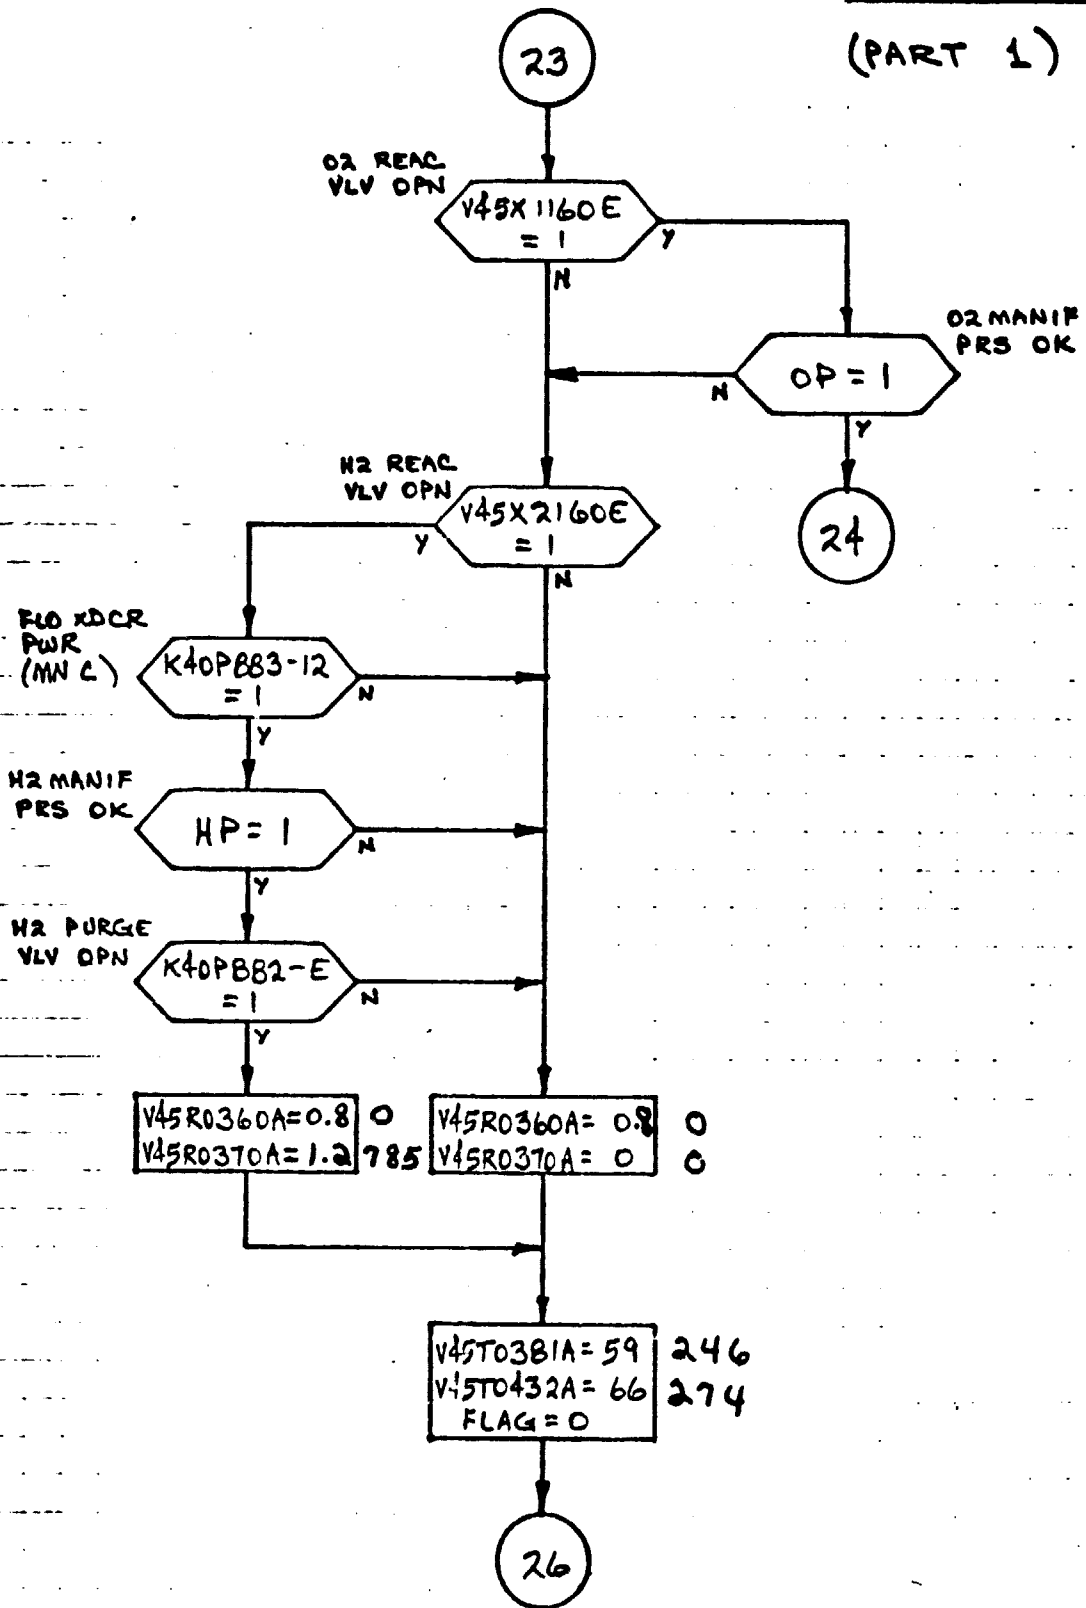 (PART 1)
23
O2 REAC
VLV OPN
V45X1160E
= 1
Y
N
O2 MANIF
PRS OK
OP = 1
N
Y
24
H2 REAC
VLV OPN
V45X2160E
= 1
Y
N
FLO XDCR
PWR
(MN C)
K40PB83-12
= 1
N
Y
H2 MANIF
PRS OK
HP = 1
N
Y
H2 PURGE
VLV OPN
K40PB82-E
= 1
N
Y
V45R0360A=0.8 0
V45R0370A=1.2 785
V45R0360A= 0.8 0
V45R0370A= 0 0
V45T0381A= 59 246
V45T0432A= 66 274
FLAG = 0
26